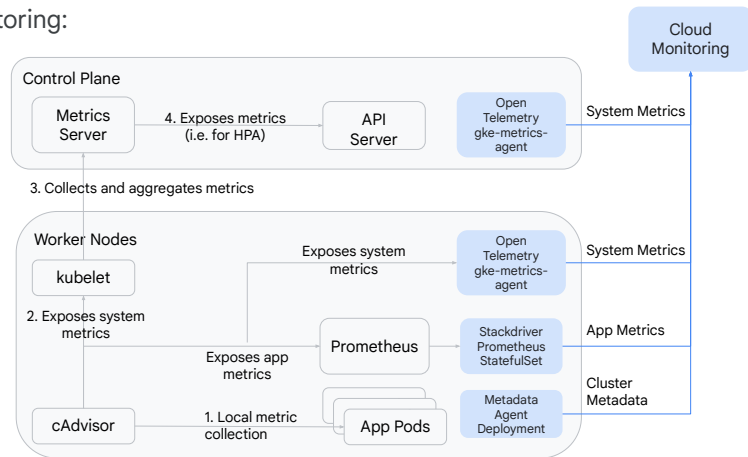 toring:
Cloud
Monitoring
Control Plane
Metrics
Server
4. Exposes metrics
(i.e. for HPA)
API
Server
Open
Telemetry
gke-metrics-
agent
System Metrics
3. Collects and aggregates metrics
Worker Nodes
kubelet
Exposes system
metrics
Open
Telemetry
gke-metrics-
agent
System Metrics
2. Exposes system
metrics
Exposes app
metrics
Prometheus
Stackdriver
Prometheus
StatefulSet
App Metrics
Cluster
Metadata
cAdvisor
1. Local metric
collection
App Pods
Metadata
Agent
Deployment